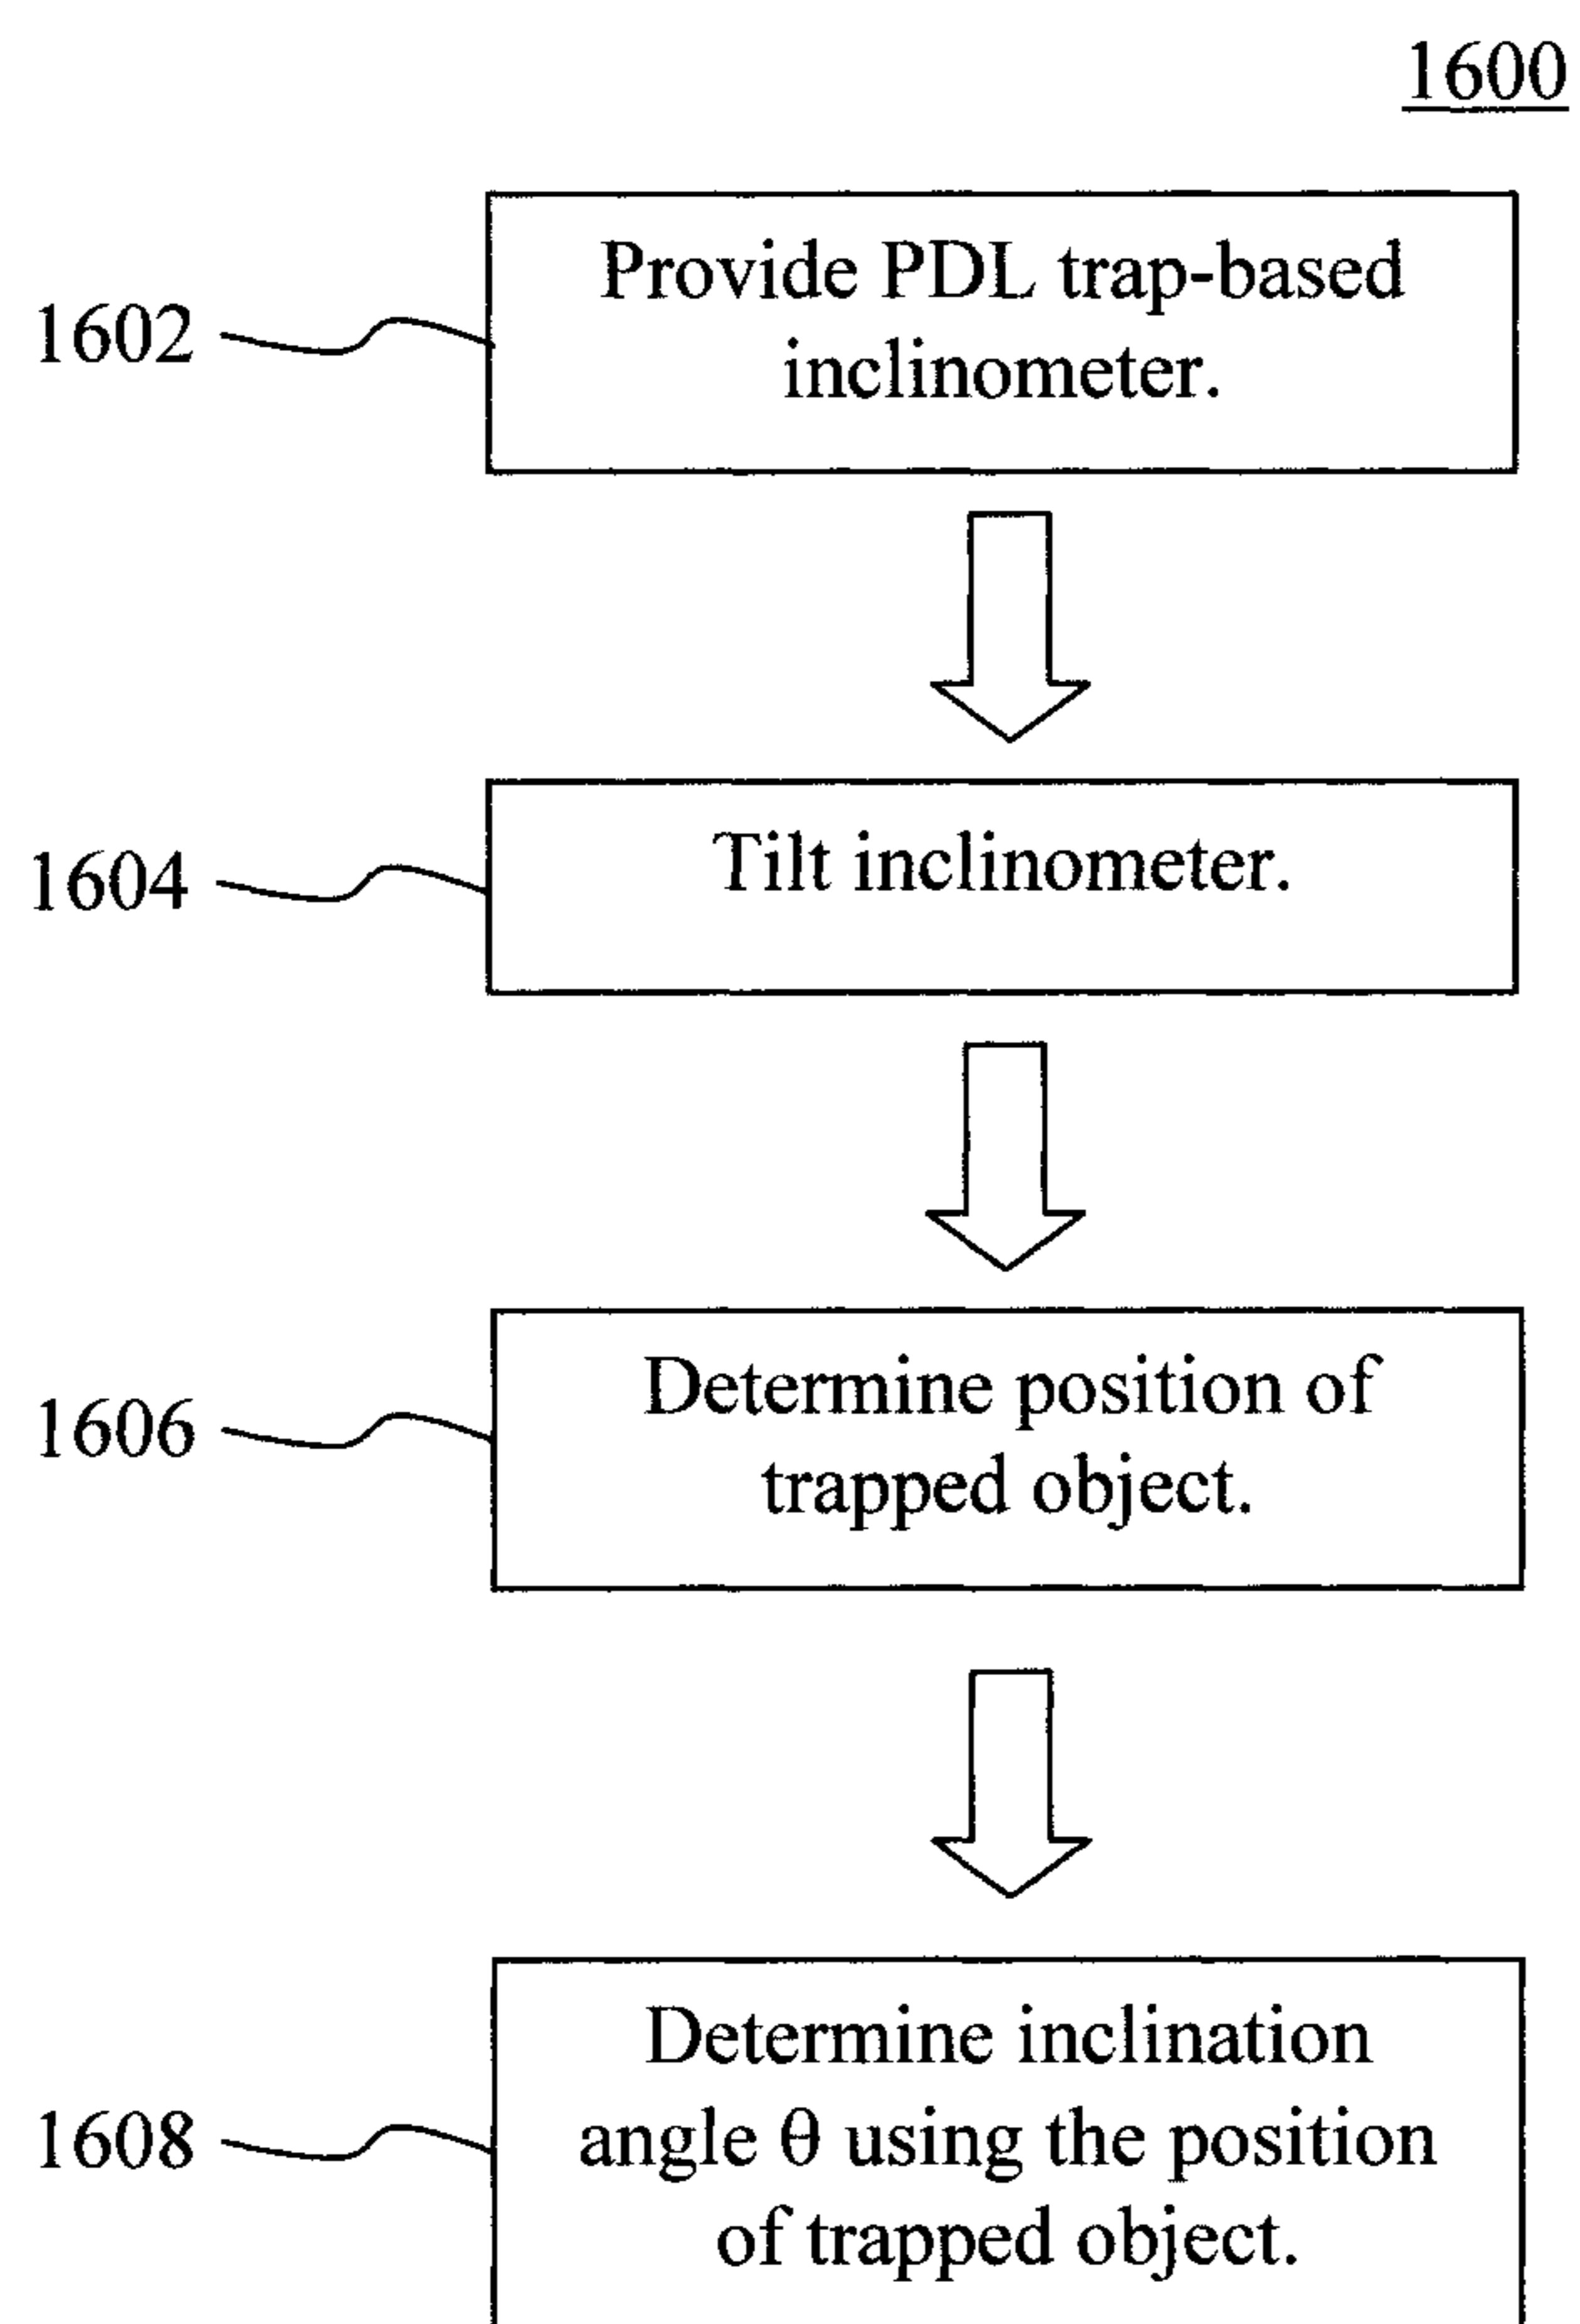 1600
1602
Provide PDL trap-based
inclinometer.
1604
Tilt inclinometer.
1606
Determine position of
trapped object.
1608
Determine inclination
angle θ using the position
of trapped object.